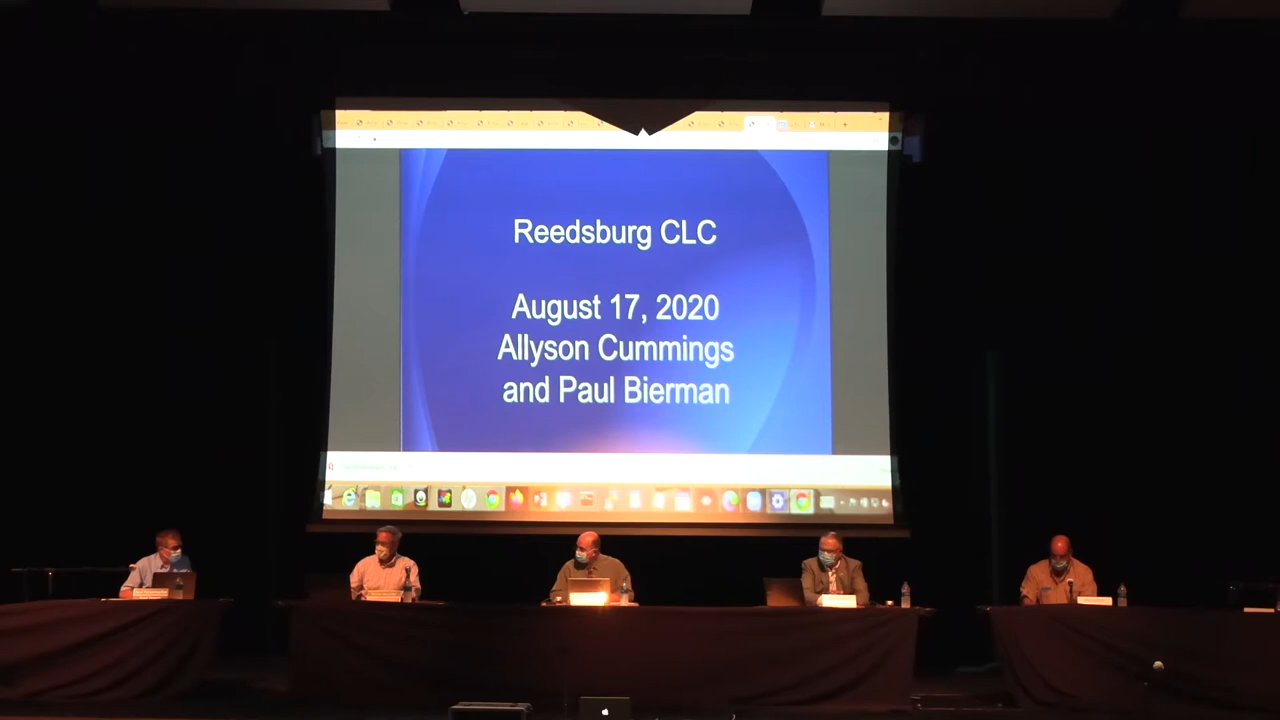 Reedsburg CLC
August 17, 2020
Allyson Cummings
and Paul Bierman